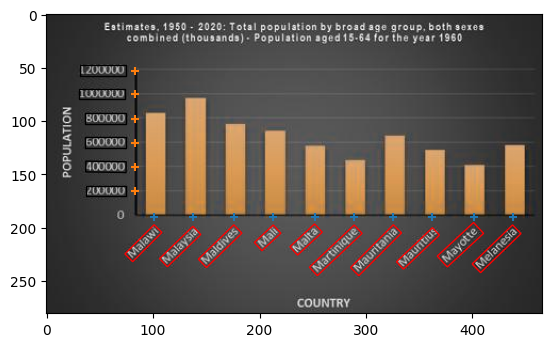 Estimates, 1950 - 2020: Total population by broad age group, both sexes
combined (thousands) - Population aged 15-64 for the year 1960
POPULATION
1200000
1000000
800000
600000
400000
200000
0
Malawi
Malaysia
Maldives
Mali
Malta
Martinique
Mauritania
Mauritius
Mayotte
Melanesia
COUNTRY
0
50
100
150
200
250
0
100
200
300
400